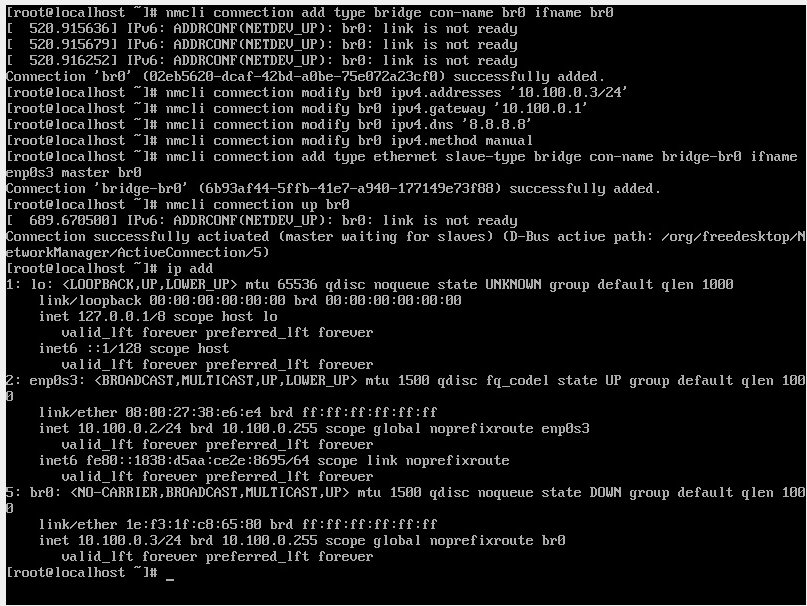 [root@localhost ~]# nmcli connection add type bridge con-name br0 ifname br0
[  520.915636] IPv6: ADDRCONF(NETDEV_UP): br0: link is not ready
[  520.915679] IPv6: ADDRCONF(NETDEV_UP): br0: link is not ready
[  520.916252] IPv6: ADDRCONF(NETDEV_UP): br0: link is not ready
Connection 'br0' (02eb5620-dcaf-42bd-a0be-75e072a23cf0) successfully added.
[root@localhost ~]# nmcli connection modify br0 ipv4.addresses '10.100.0.3/24'
[root@localhost ~]# nmcli connection modify br0 ipv4.gateway '10.100.0.1'
[root@localhost ~]# nmcli connection modify br0 ipv4.dns '8.8.8.8'
[root@localhost ~]# nmcli connection modify br0 ipv4.method manual
[root@localhost ~]# nmcli connection add type ethernet slave-type bridge con-name bridge-br0 ifname
enp0s3 master br0
Connection 'bridge-br0' (6b93af44-5ffb-41e7-a940-177149e73f88) successfully added.
[root@localhost ~]# nmcli connection up br0
[  689.670500] IPv6: ADDRCONF(NETDEV_UP): br0: link is not ready
Connection successfully activated (master waiting for slaves) (D-Bus active path: /org/freedesktop/N
etworkManager/ActiveConnection/5)
[root@localhost ~]# ip add
1: lo: <LOOPBACK,UP,LOWER_UP> mtu 65536 qdisc noqueue state UNKNOWN group default qlen 1000
    link/loopback 00:00:00:00:00:00 brd 00:00:00:00:00:00
    inet 127.0.0.1/8 scope host lo
       valid_lft forever preferred_lft forever
    inet6 ::1/128 scope host
       valid_lft forever preferred_lft forever
2: enp0s3: <BROADCAST,MULTICAST,UP,LOWER_UP> mtu 1500 qdisc fq_codel state UP group default qlen 100
0
    link/ether 08:00:27:38:e6:e4 brd ff:ff:ff:ff:ff:ff
    inet 10.100.0.2/24 brd 10.100.0.255 scope global noprefixroute enp0s3
       valid_lft forever preferred_lft forever
    inet6 fe80::1838:d5aa:ce2e:8695/64 scope link noprefixroute
       valid_lft forever preferred_lft forever
5: br0: <NO-CARRIER,BROADCAST,MULTICAST,UP> mtu 1500 qdisc noqueue state DOWN group default qlen 100
0
    link/ether 1e:f3:1f:c8:65:80 brd ff:ff:ff:ff:ff:ff
    inet 10.100.0.3/24 brd 10.100.0.255 scope global noprefixroute br0
       valid_lft forever preferred_lft forever
[root@localhost ~]# _